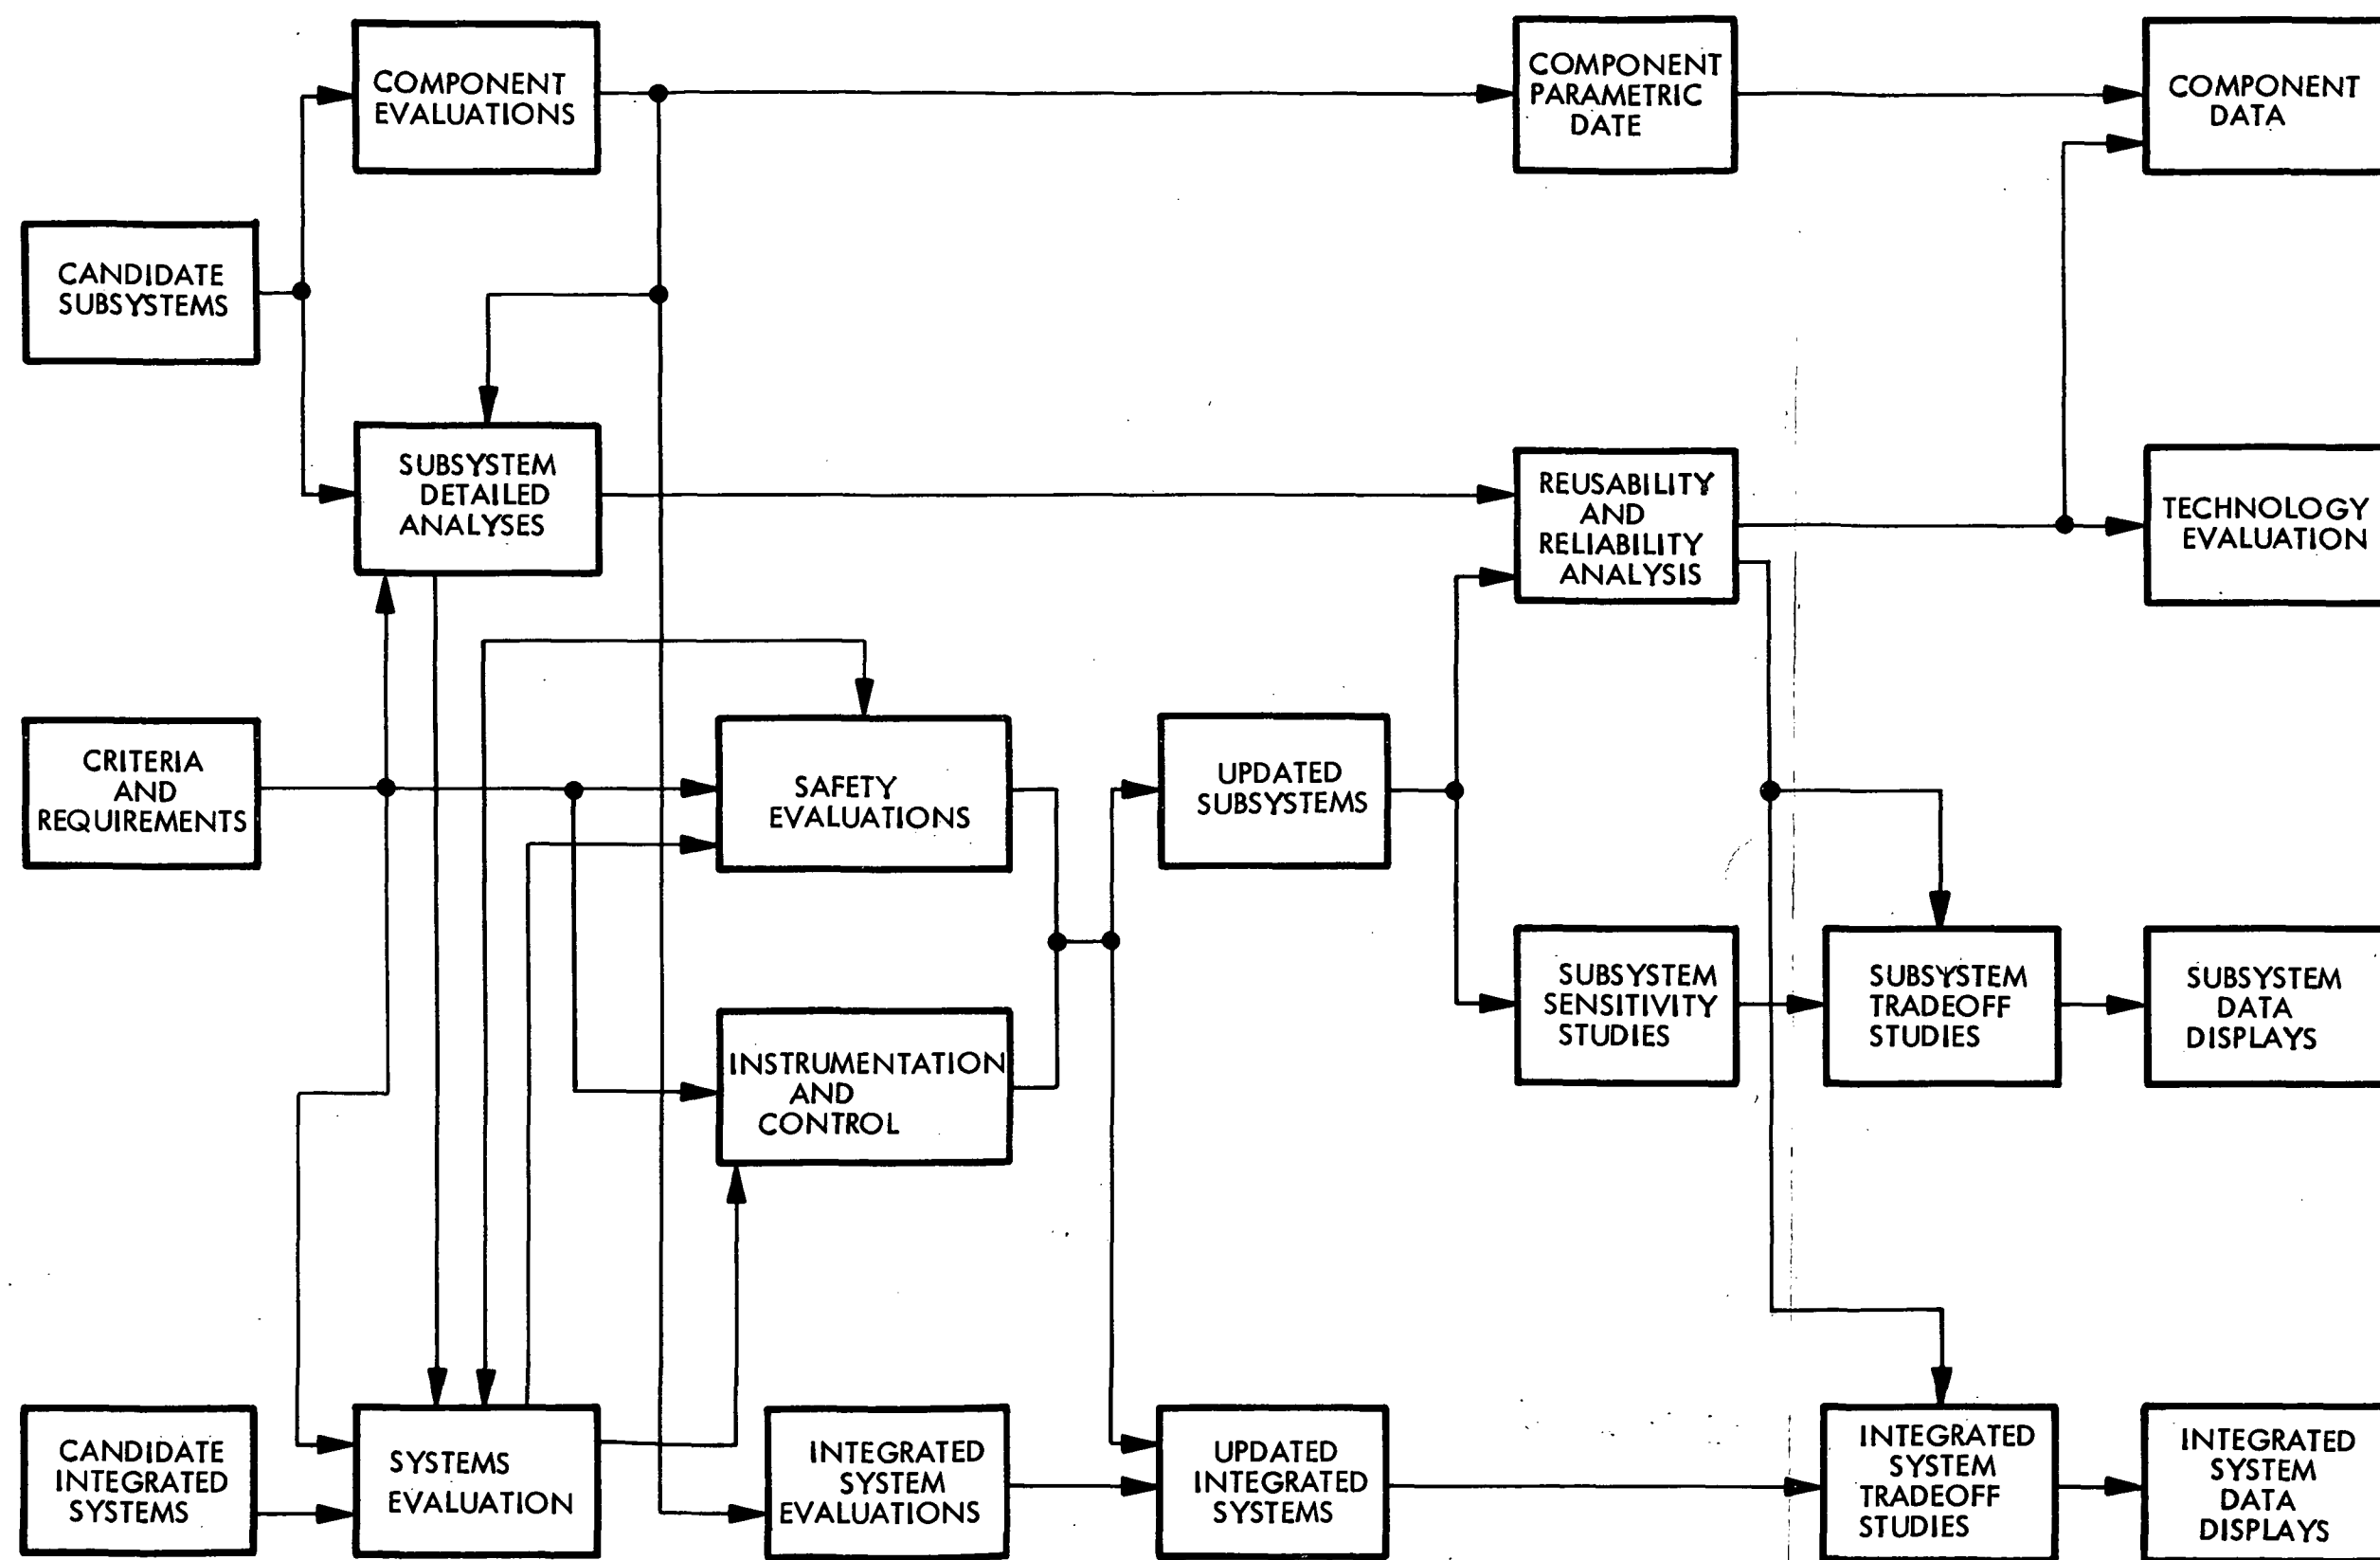 COMPONENT
EVALUATIONS
COMPONENT
PARAMETRIC
DATE
COMPONENT
DATA
CANDIDATE
SUBSYSTEMS
SUBSYSTEM
DETAILED
ANALYSES
REUSABILITY
AND
RELIABILITY
ANALYSIS
TECHNOLOGY
EVALUATION
CRITERIA
AND
REQUIREMENTS
SAFETY
EVALUATIONS
UPDATED
SUBSYSTEMS
SUBSYSTEM
SENSITIVITY
STUDIES
SUBSYSTEM
TRADEOFF
STUDIES
SUBSYSTEM
DATA
DISPLAYS
INSTRUMENTATION
AND
CONTROL
CANDIDATE
INTEGRATED
SYSTEMS
SYSTEMS
EVALUATION
INTEGRATED
SYSTEM
EVALUATIONS
UPDATED
INTEGRATED
SYSTEMS
INTEGRATED
SYSTEM
TRADEOFF
STUDIES
INTEGRATED
SYSTEM
DATA
DISPLAYS